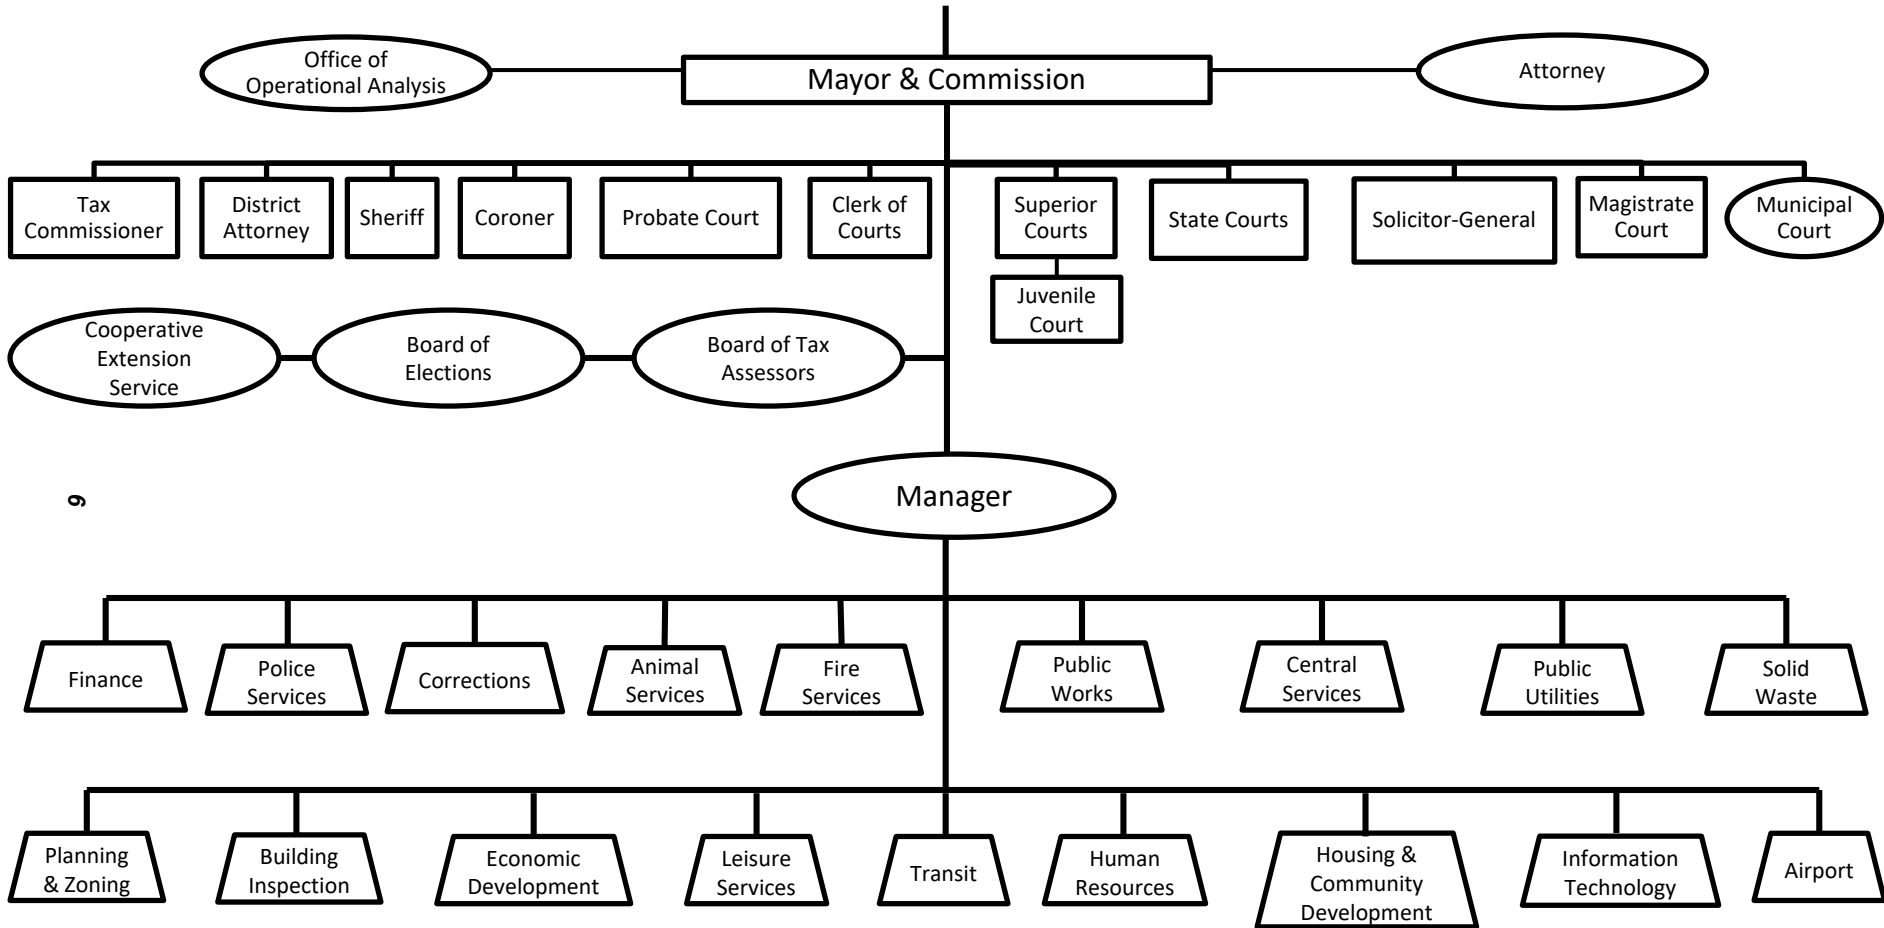 Office of
Operational Analysis
Mayor & Commission
Attorney
Tax
Commissioner
District
Attorney
Sheriff
Coroner
Probate Court
Clerk of
Courts
Superior
Courts
State Courts
Solicitor-General
Magistrate
Court
Municipal
Court
Juvenile
Court
Cooperative
Extension
Service
Board of
Elections
Board of Tax
Assessors
Manager
9
Finance
Police
Services
Corrections
Animal
Services
Fire
Services
Public
Works
Central
Services
Public
Utilities
Solid
Waste
Planning
& Zoning
Building
Inspection
Economic
Development
Leisure
Services
Transit
Human
Resources
Housing &
Community
Development
Information
Technology
Airport